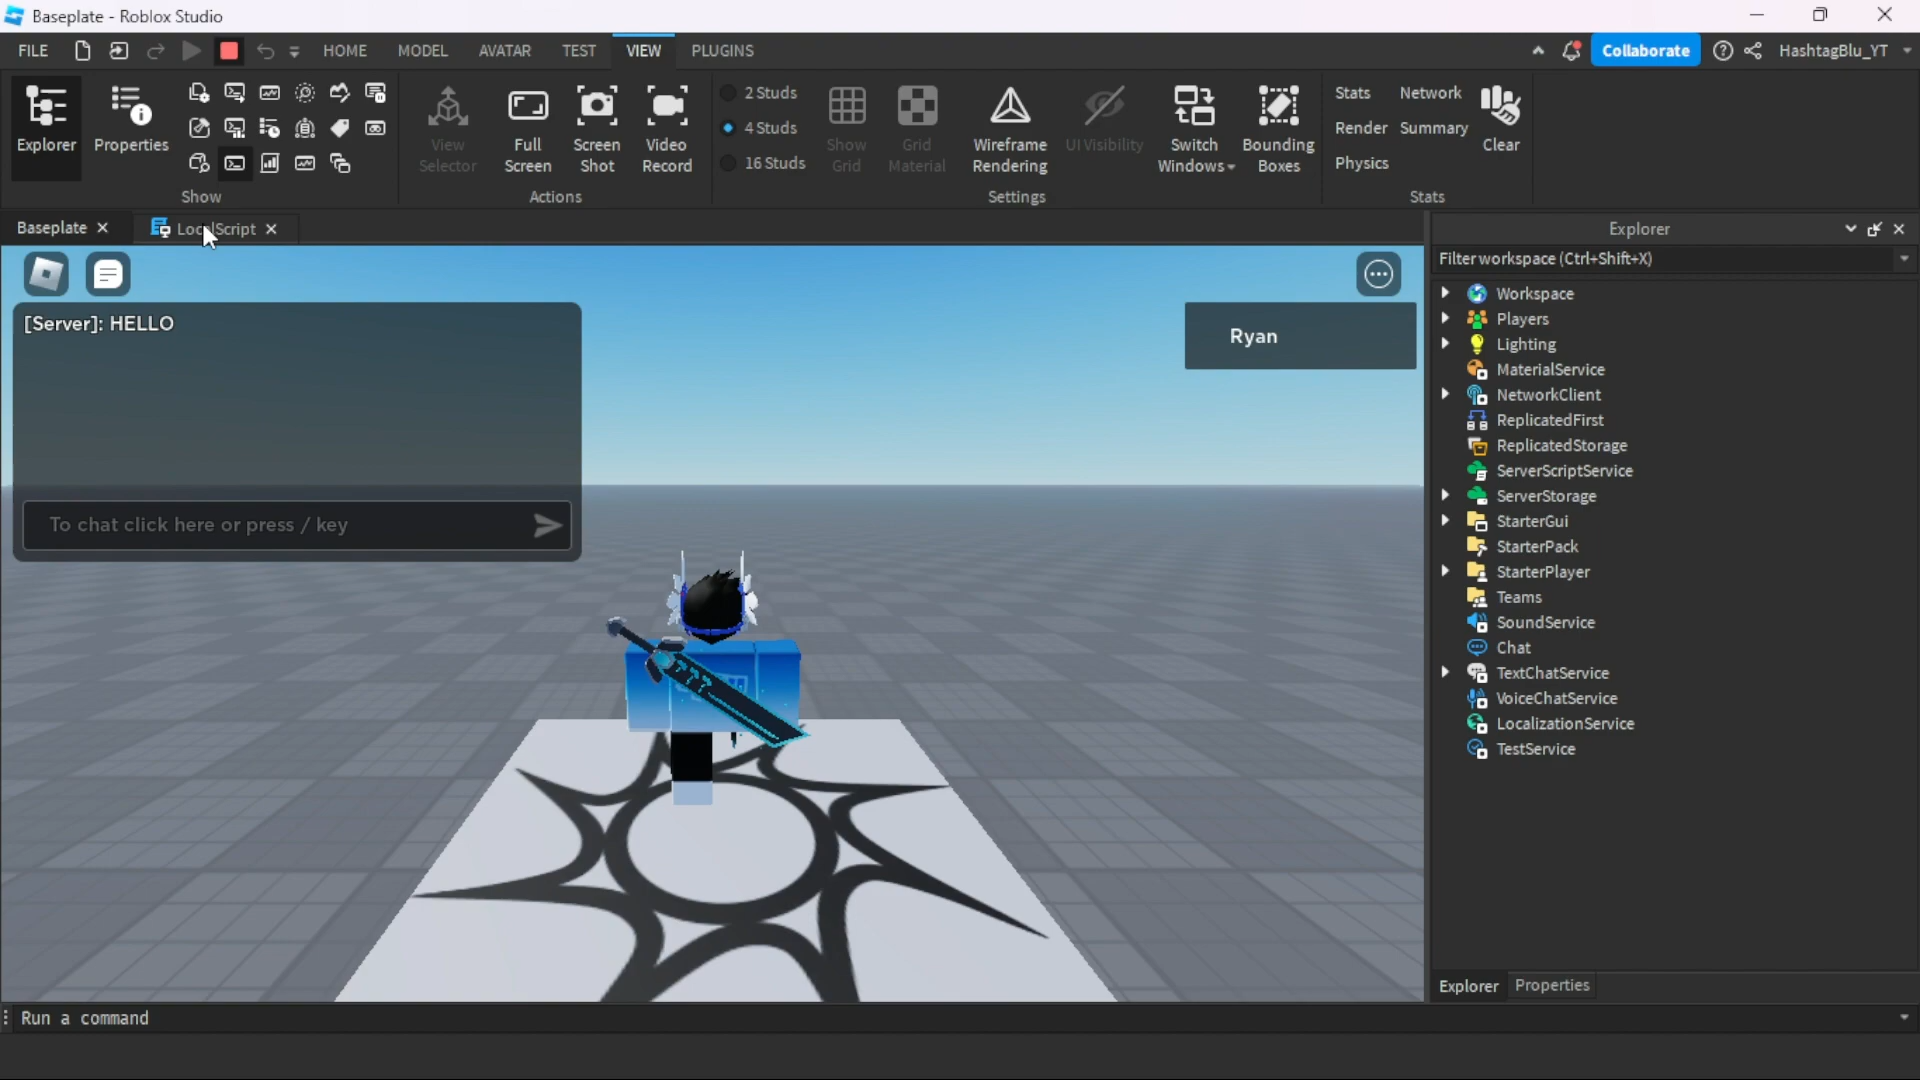 Baseplate - Roblox Studio
FILE
HOME
MODEL
AVATAR
TEST
VIEW
PLUGINS
Collaborate
HashtagBlu_YT
Explorer
Properties
Show
View
Selector
Full
Screen
Screen
Shot
Video
Record
Actions
2 Studs
4 Studs
16 Studs
Show
Grid
Grid
Material
Wireframe
Rendering
UI Visibility
Switch
Windows
Bounding
Boxes
Settings
Stats
Network
Render
Summary
Physics
Clear
Stats
Baseplate
LocalScript
Explorer
Filter workspace (Ctrl+Shift+X)
[Server]: HELLO
To chat click here or press / key
Ryan
Workspace
Players
Lighting
MaterialService
NetworkClient
ReplicatedFirst
ReplicatedStorage
ServerScriptService
ServerStorage
StarterGui
StarterPack
StarterPlayer
Teams
SoundService
Chat
TextChatService
VoiceChatService
LocalizationService
TestService
Explorer
Properties
Run a command